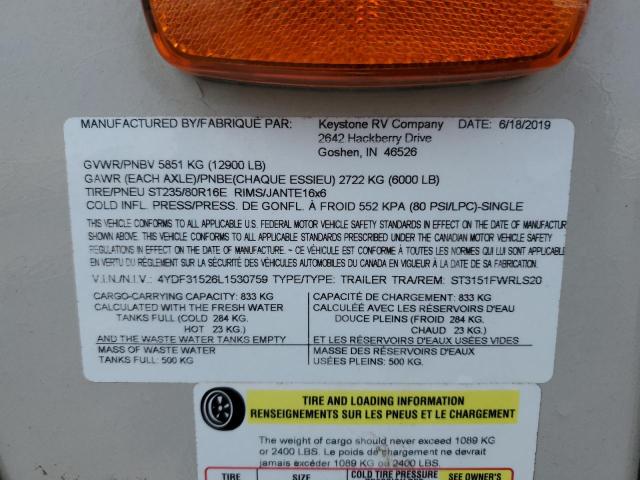 MANUFACTURED BY/FABRIQUÉ PAR: Keystone RV Company DATE: 6/18/2019
2642 Hackberry Drive
Goshen, IN 46526
GVWR/PNBV 5851 KG (12900 LB)
GAWR (EACH AXLE)/PNBE(CHAQUE ESSIEU) 2722 KG (6000 LB)
TIRE/PNEU ST235/80R16E RIMS/JANTE16x6
COLD INFL. PRESS/PRESS. DE GONFL. À FROID 552 KPA (80 PSI/LPC)-SINGLE
THIS VEHICLE CONFORMS TO ALL APPLICABLE U.S. FEDERAL MOTOR VEHICLE SAFETY STANDARDS IN EFFECT ON THE DATE OF MANUFACTUR
SHOWN ABOVE. THIS VEHICLE CONFORMS TO ALL APPLICABLE STANDARDS PRESCRIBED UNDER THE CANADIAN MOTOR VEHICLE SAFETY
REGULATIONS IN EFFECT ON THE DATE OF MANUFACTURE. ~ CE VÉHICULE EST CONFORME À TOUTES LES NORMES QUI LUI SONT APPLICABLES
EN VERTU DU RÈGLEMENT SUR LA SÉCURITÉ DES VÉHICULES AUTOMOBILES DU CANADA EN VIGUEUR À LA DATE DE SA FABRICATION.
V.I.N./N.I.V.: 4YDF31526L1530759 TYPE/TYPE: TRAILER TRA/REM: ST3151FWRLS20
CARGO-CARRYING CAPACITY: 833 KG
CALCULATED WITH THE FRESH WATER
TANKS FULL (COLD 284 KG.
HOT 23 KG.)
AND THE WASTE WATER TANKS EMPTY
MASS OF WASTE WATER
TANKS FULL: 500 KG
CAPACITÉ DE CHARGEMENT: 833 KG
CALCULÉE AVEC LES RÉSERVOIRS D'EAU
DOUCE PLEINS (FROID 284 KG.
CHAUD 23 KG.)
ET LES RÉSERVOIRS D'EAUX USÉES VIDES
MASSE DES RÉSERVOIRS D'EAUX
USÉES PLEINS: 500 KG.
TIRE AND LOADING INFORMATION
RENSEIGNEMENTS SUR LES PNEUS ET LE CHARGEMENT
The weight of cargo should never exceed 1089 KG
or 2400 LBS. Le poids de chargement ne devrait
jamais excéder 1089 KG ou 2400 LBS.
TIRE SIZE COLD TIRE PRESSURE SEE OWNER'S